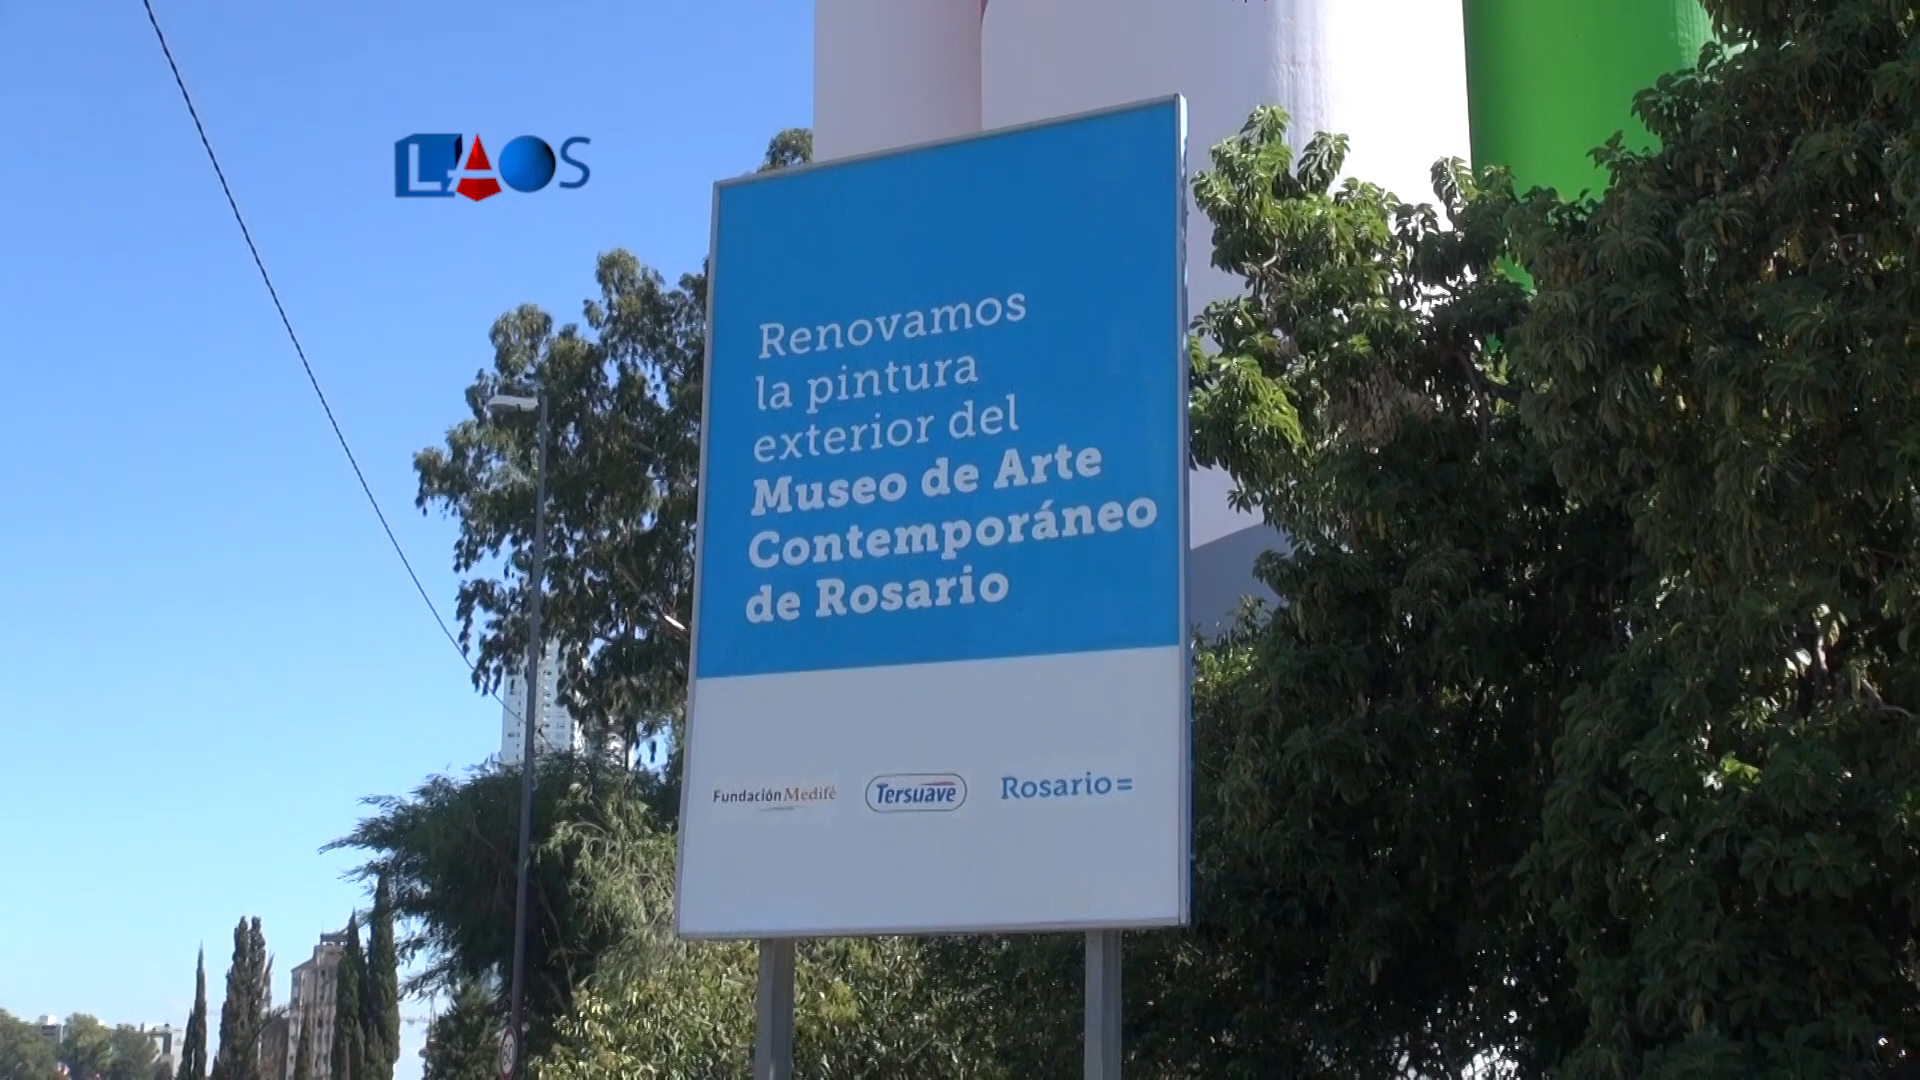 LAOS
Renovamos
la pintura
exterior del
Museo de Arte
Contemporáneo
de Rosario
Fundación Medifé
Tersuave
Rosario=